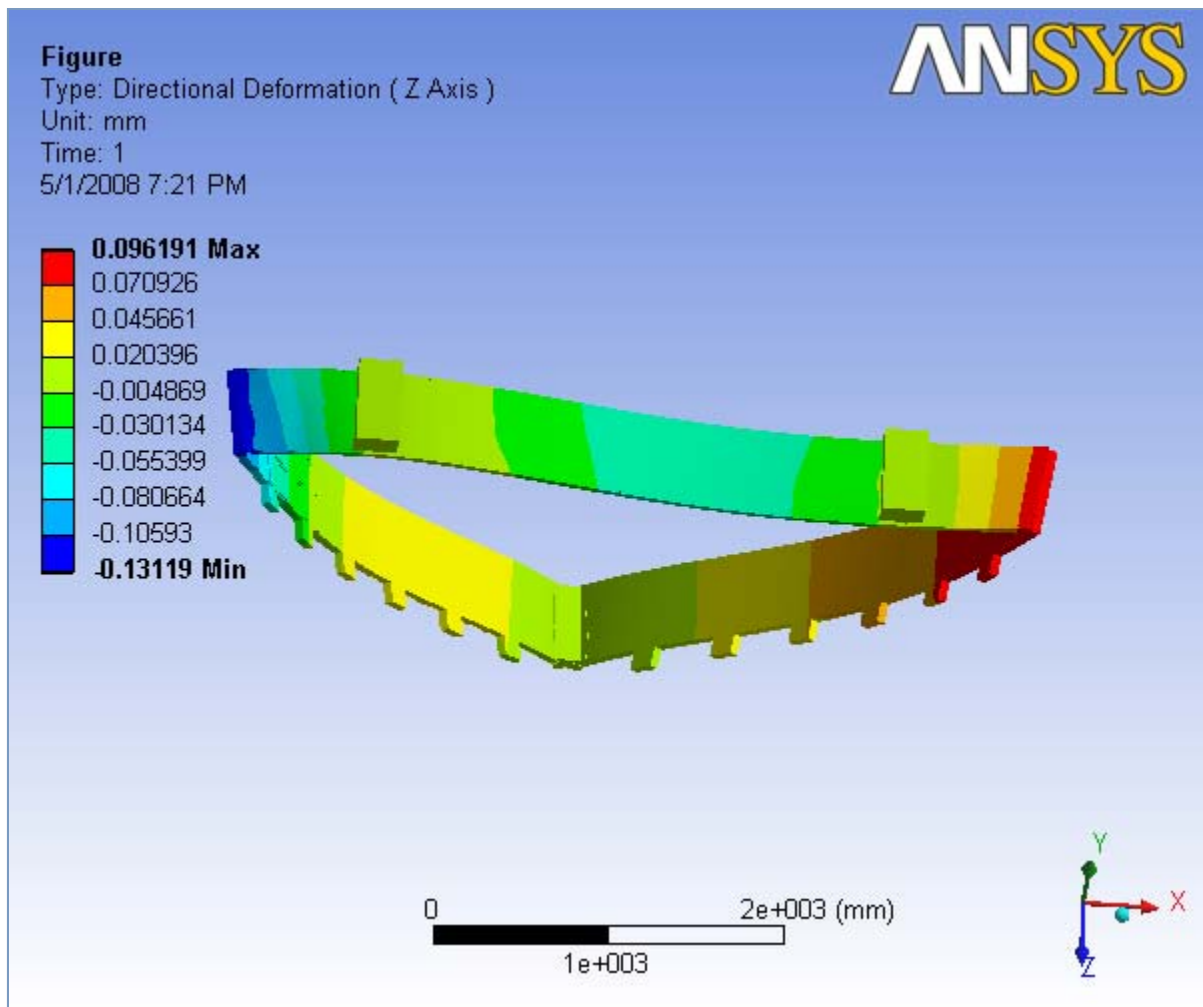 Figure
Type: Directional Deformation ( Z Axis )
Unit: mm
Time: 1
5/1/2008 7:21 PM
ANSYS
0.096191 Max
0.070926
0.045661
0.020396
-0.004869
-0.030134
-0.055399
-0.080664
-0.10593
-0.13119 Min
0
2e+003 (mm)
1e+003
Y
X
Z